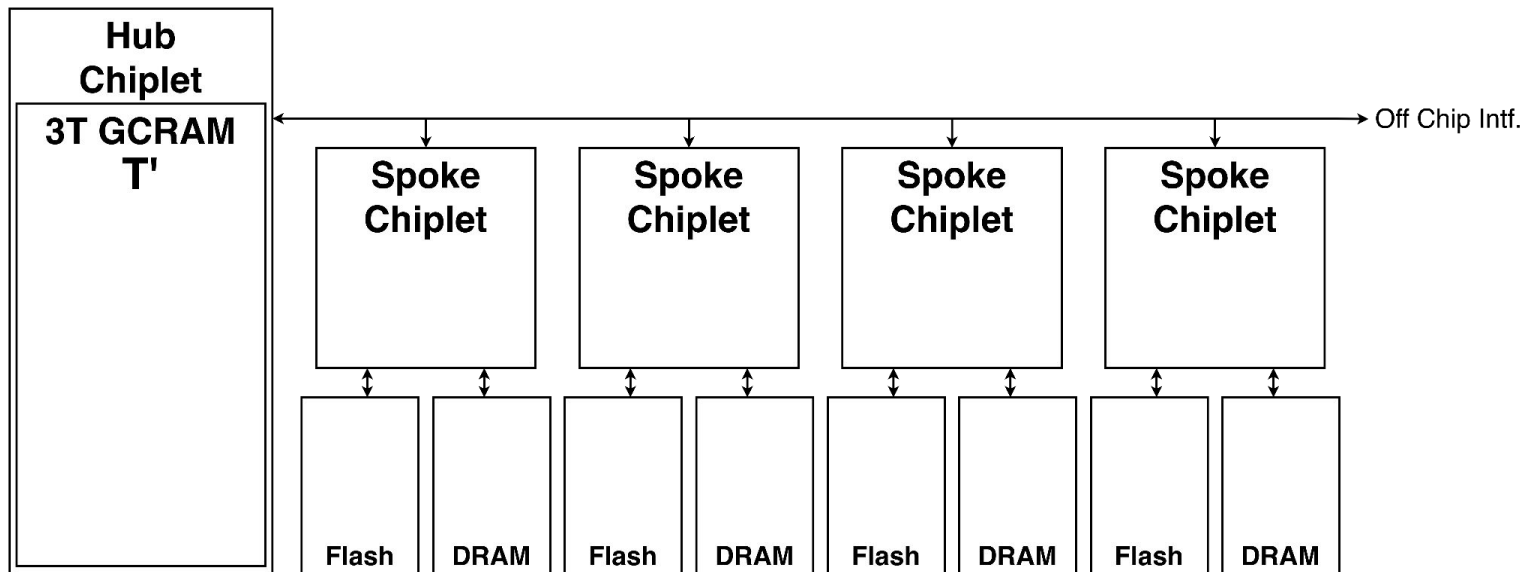 Hub
Chiplet
3T GCRAM
T'
Off Chip Intf.
Spoke
Chiplet
Spoke
Chiplet
Spoke
Chiplet
Spoke
Chiplet
Flash
DRAM
Flash
DRAM
Flash
DRAM
Flash
DRAM